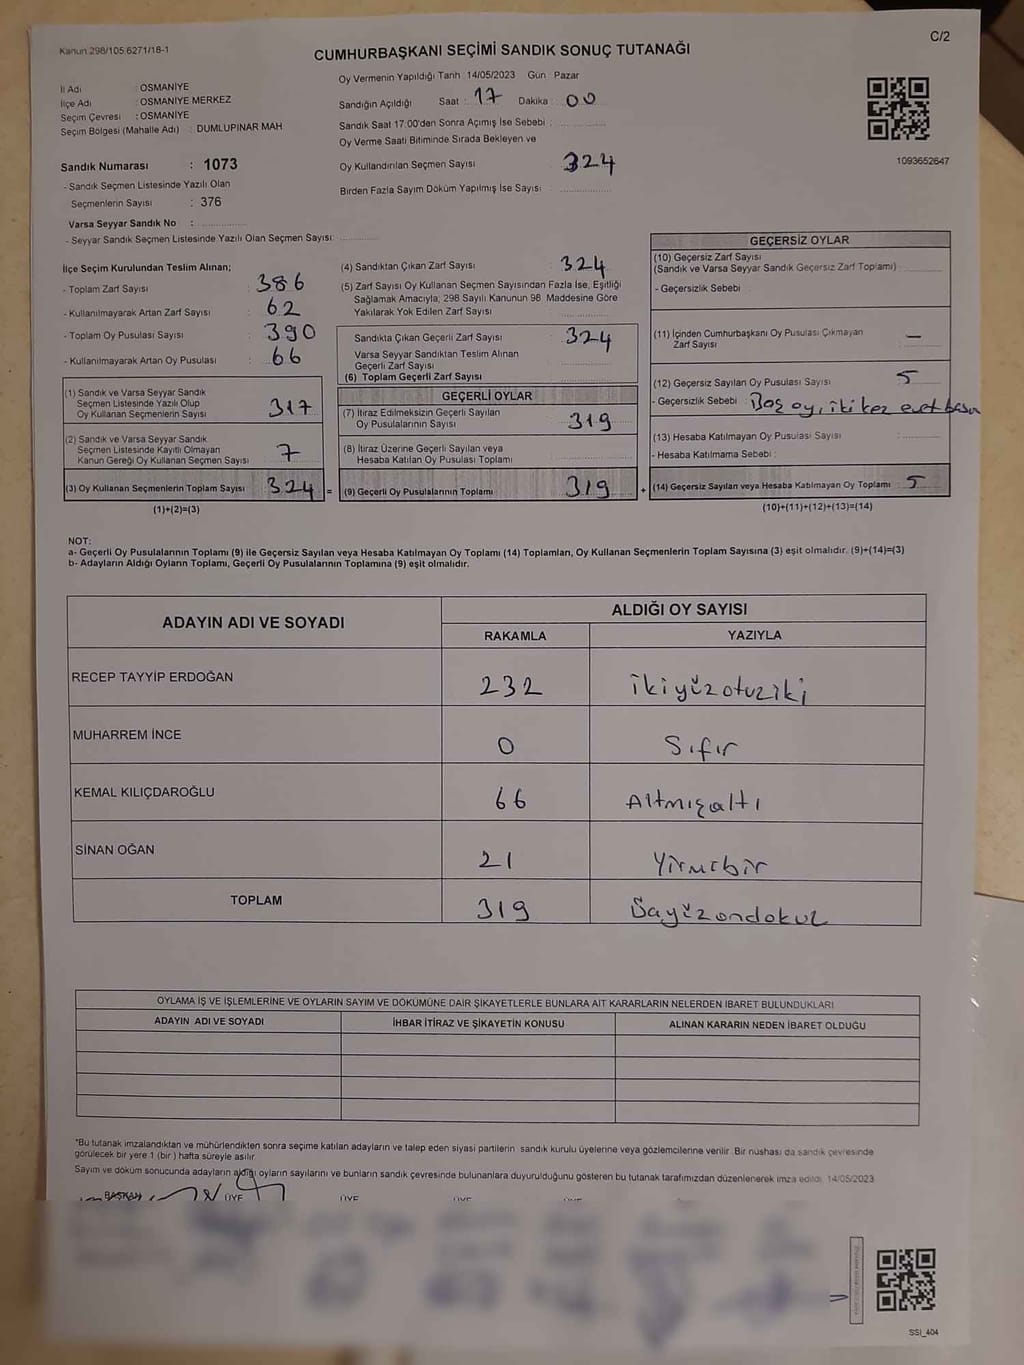 Kanun 298/105,6271/18-1
C/2
CUMHURBAŞKANI SEÇİMİ SANDIK SONUÇ TUTANAĞI
İl Adı : OSMANİYE
İlçe Adı : OSMANİYE MERKEZ
Seçim Çevresi : OSMANİYE
Seçim Bölgesi (Mahalle Adı) : DUMLUPINAR MAH
Sandık Numarası : 1073
- Sandık Seçmen Listesinde Yazılı Olan
Seçmenlerin Sayısı : 376
Varsa Seyyar Sandık No :
- Seyyar Sandık Seçmen Listesinde Yazılı Olan Seçmen Sayısı:
Oy Vermenin Yapıldığı Tarih :14/05/2023 Gün : Pazar
Sandığın Açıldığı Saat : 17 Dakika : 00
Sandık Saat 17:00'den Sonra Açılmış İse Sebebi :
Oy Verme Saati Bitiminde Sırada Bekleyen ve
Oy Kullandırılan Seçmen Sayısı 324
Birden Fazla Sayım Döküm Yapılmış İse Sayısı :
1093652647
İlçe Seçim Kurulundan Teslim Alınan;
- Toplam Zarf Sayısı : 386
- Kullanılmayarak Artan Zarf Sayısı : 62
- Toplam Oy Pusulası Sayısı : 390
- Kullanılmayarak Artan Oy Pusulası : 66
(1) Sandık ve Varsa Seyyar Sandık
Seçmen Listesinde Yazılı Olup
Oy Kullanan Seçmenlerin Sayısı 317
(2) Sandık ve Varsa Seyyar Sandık
Seçmen Listesinde Kayıtlı Olmayan
Kanun Gereği Oy Kullanan Seçmen Sayısı 7
(3) Oy Kullanan Seçmenlerin Toplam Sayısı 324 =
(1)+(2)=(3)
(4) Sandıktan Çıkan Zarf Sayısı : 324
(5) Zarf Sayısı Oy Kullanan Seçmen Sayısından Fazla İse, Eşitliği
Sağlamak Amacıyla, 298 Sayılı Kanunun 98. Maddesine Göre
Yakılarak Yok Edilen Zarf Sayısı :
Sandıkta Çıkan Geçerli Zarf Sayısı : 324
Varsa Seyyar Sandıktan Teslim Alınan
Geçerli Zarf Sayısı
(6) Toplam Geçerli Zarf Sayısı
GEÇERLİ OYLAR
(7) İtiraz Edilmeksizin Geçerli Sayılan
Oy Pusulalarının Sayısı 319
(8) İtiraz Üzerine Geçerli Sayılan veya
Hesaba Katılan Oy Pusulası Toplamı
(9) Geçerli Oy Pusulalarının Toplamı 319 +
GEÇERSİZ OYLAR
(10) Geçersiz Zarf Sayısı
(Sandık ve Varsa Seyyar Sandık Geçersiz Zarf Toplamı) :
- Geçersizlik Sebebi :
(11) İçinden Cumhurbaşkanı Oy Pusulası Çıkmayan
Zarf Sayısı : —
(12) Geçersiz Sayılan Oy Pusulası Sayısı : 5
- Geçersizlik Sebebi : Boş oy, iki kez evet basın
(13) Hesaba Katılmayan Oy Pusulası Sayısı :
- Hesaba Katılmama Sebebi :
(14) Geçersiz Sayılan veya Hesaba Katılmayan Oy Toplamı : 5
(10)+(11)+(12)+(13)=(14)
NOT:
a- Geçerli Oy Pusulalarının Toplamı (9) ile Geçersiz Sayılan veya Hesaba Katılmayan Oy Toplamı (14) Toplamları, Oy Kullanan Seçmenlerin Toplam Sayısına (3) eşit olmalıdır. (9)+(14)=(3)
b- Adayların Aldığı Oyların Toplamı, Geçerli Oy Pusulalarının Toplamına (9) eşit olmalıdır.
ADAYIN ADI VE SOYADI ALDIĞI OY SAYISI
RAKAMLA YAZIYLA
RECEP TAYYİP ERDOĞAN 232 İkiyüzotuziki
MUHARREM İNCE 0 Sıfır
KEMAL KILIÇDAROĞLU 66 Altmışaltı
SİNAN OĞAN 21 Yirmibir
TOPLAM 319 Üçyüzondokuz
OYLAMA İŞ VE İŞLEMLERİNE VE OYLARIN SAYIM VE DÖKÜMÜNE DAİR ŞİKAYETLERLE BUNLARA AİT KARARLARIN NELERDEN İBARET BULUNDUKLARI
ADAYIN ADI VE SOYADI İHBAR İTİRAZ VE ŞİKAYETİN KONUSU ALINAN KARARIN NEDEN İBARET OLDUĞU
*Bu tutanak imzalandıktan ve mühürlendikten sonra seçime katılan adayların ve talep eden siyasi partilerin sandık kurulu üyelerine veya gözlemcilerine verilir. Bir nüshası da sandık çevresinde
görülecek bir yere 1 (bir) hafta süreyle asılır.
Sayım ve döküm sonucunda adayların aldığı oyların sayılarını ve bunların sandık çevresinde bulunanlara duyurulduğunu gösteren bu tutanak tarafımızdan düzenlenerek imza edildi. 14/05/2023
BAŞKAN ÜYE ÜYE ÜYE ÜYE
SSI_404